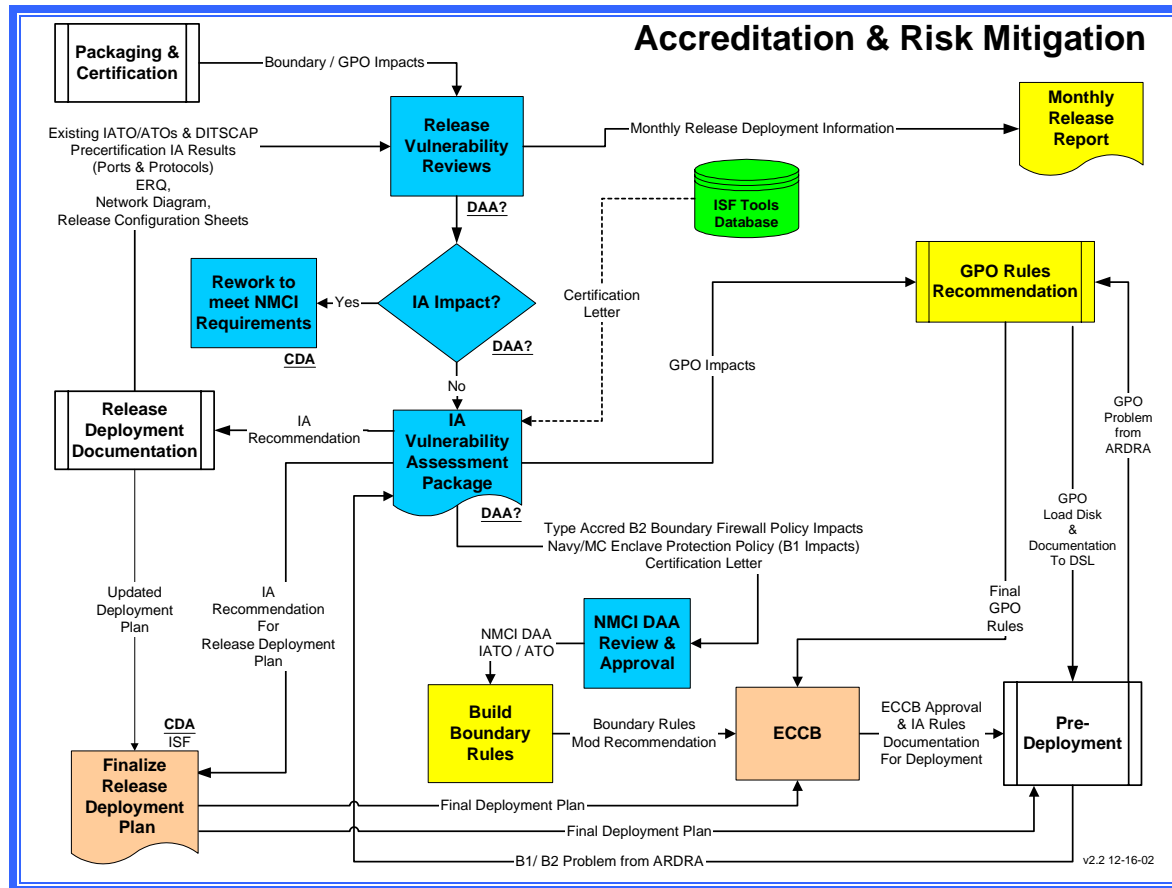 Accreditation & Risk Mitigation
Packaging &
Certification
Boundary / GPO Impacts
Release
Vulnerability
Reviews
DAA?
Monthly Release Deployment Information
Monthly
Release
Report
Existing IATO/ATOs & DITSCAP
Precertification IA Results
(Ports & Protocols)
ERQ,
Network Diagram,
Release Configuration Sheets
ISF Tools
Database
Certification
Letter
Rework to
meet NMCI
Requirements
CDA
Yes
IA Impact?
DAA?
No
GPO Rules
Recommendation
GPO Impacts
GPO
Problem
from
ARDRA
Release
Deployment
Documentation
IA
Recommendation
IA
Vulnerability
Assessment
Package
DAA?
GPO
Load Disk
&
Documentation
To DSL
Type Accred B2 Boundary Firewall Policy Impacts
Navy/MC Enclave Protection Policy (B1 Impacts)
Certification Letter
Updated
Deployment
Plan
IA
Recommendation
For
Release Deployment
Plan
Final
GPO
Rules
NMCI DAA
IATO / ATO
NMCI DAA
Review &
Approval
Build
Boundary
Rules
Boundary Rules
Mod Recommendation
ECCB
ECCB Approval
& IA Rules
Documentation
For Deployment
Pre-
Deployment
CDA
ISF
Finalize
Release
Deployment
Plan
Final Deployment Plan
Final Deployment Plan
B1/ B2 Problem from ARDRA
v2.2 12-16-02